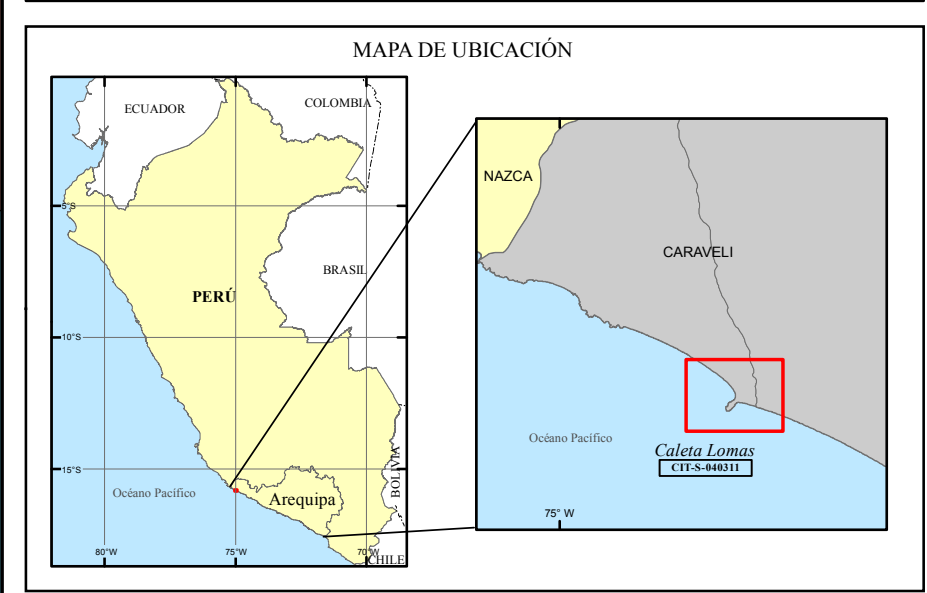 MAPA DE UBICACIÓN
ECUADOR
COLOMBIA
5°S
BRASIL
PERÚ
10°S
15°S
Océano Pacífico
Arequipa
BOLIVIA
80°W
75°W
70°W
CHILE
NAZCA
CARAVELI
Océano Pacífico
Caleta Lomas
CIT-S-040311
75° W